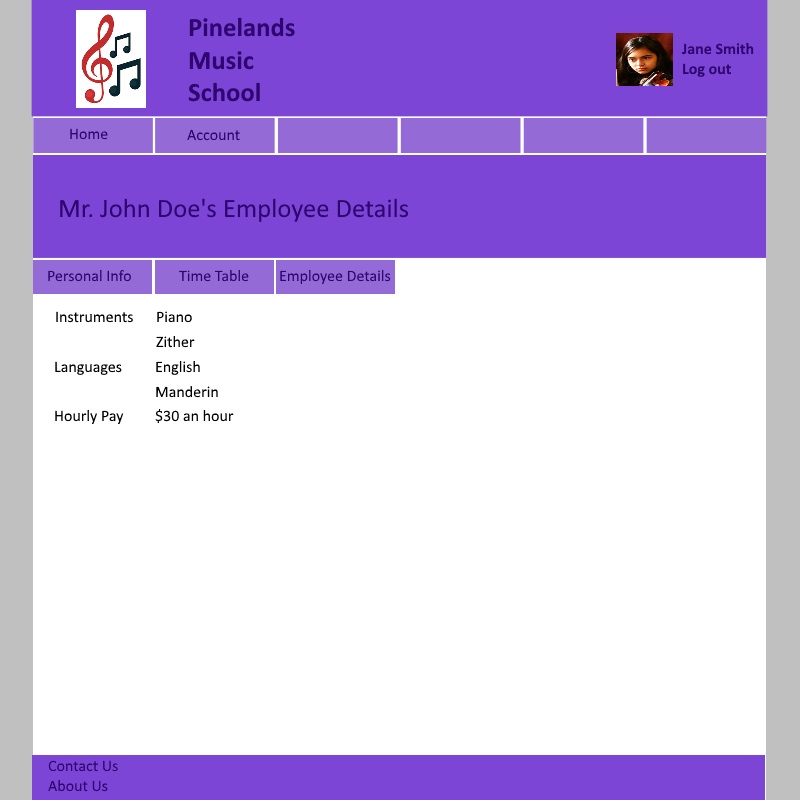 Pinelands
Music
School
Jane Smith
Log out
Home
Account
Mr. John Doe's Employee Details
Personal Info
Time Table
Employee Details
Instruments Piano
Zither
Languages English
Manderin
Hourly Pay $30 an hour
Contact Us
About Us